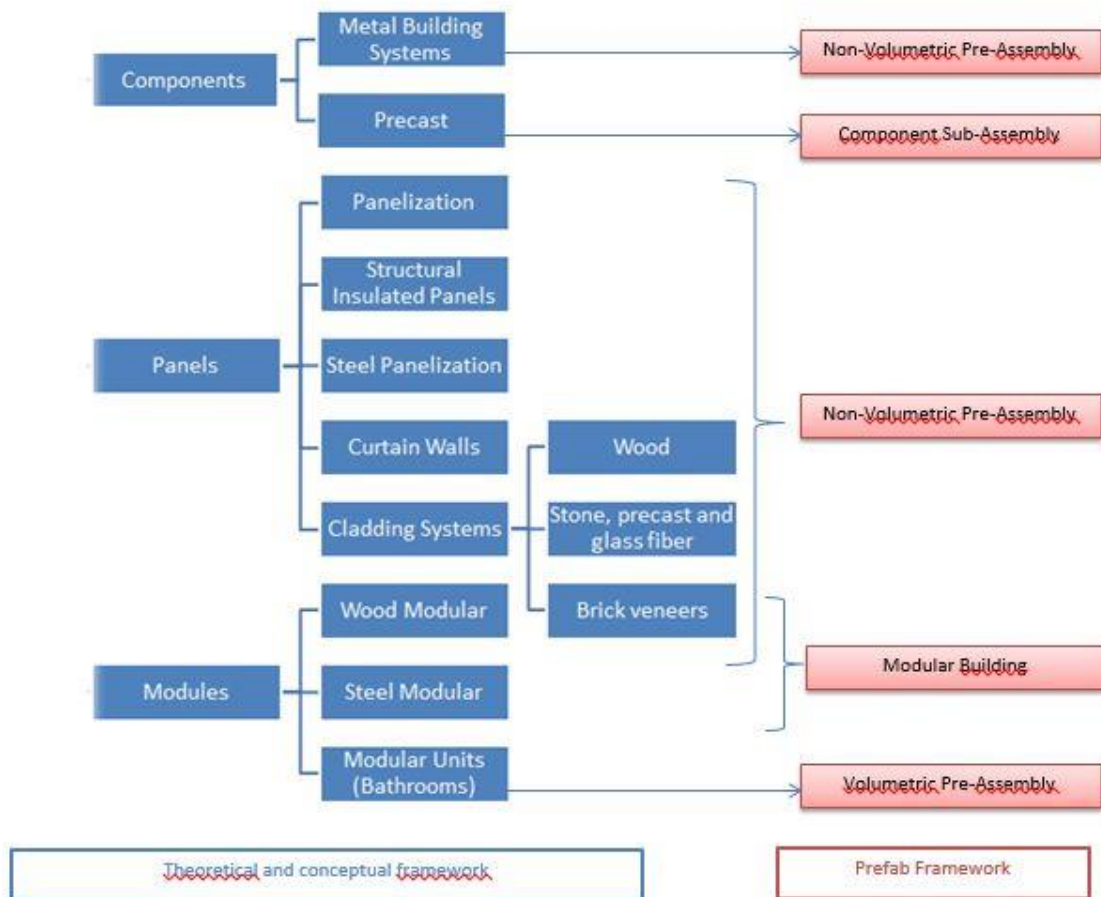 Metal Building
Systems
Non-Volumetric Pre-Assembly
Components
Precast
Component Sub-Assembly
Panelization
Structural
Insulated Panels
Panels
Steel Panelization
Non-Volumetric Pre-Assembly
Curtain Walls
Wood
Cladding Systems
Stone, precast and
glass fiber
Wood Modular
Brick veneers
Modular Building
Modules
Steel Modular
Modular Units
(Bathrooms)
Volumetric Pre-Assembly
Theoretical and conceptual framework
Prefab Framework